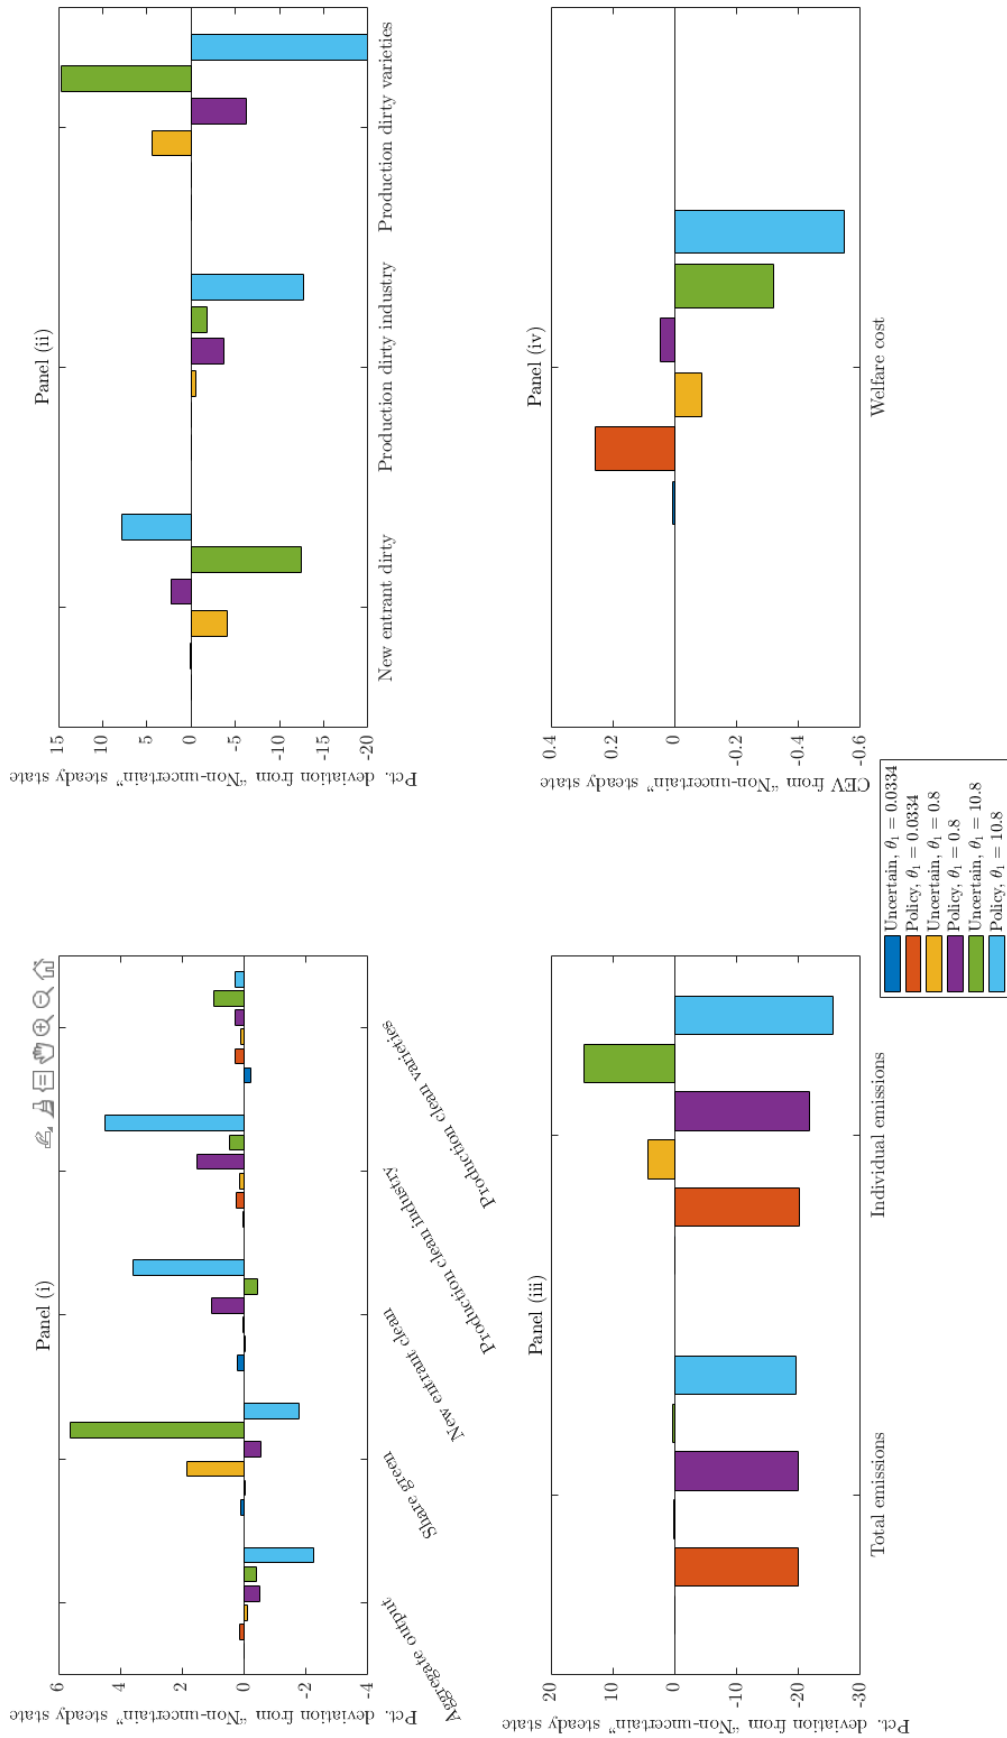 Panel (i)
Pct. deviation from “Non-uncertain” steady state
6
4
2
0
-2
-4
Aggregate output
Share green
New entrant clean
Production clean industry
Production clean varieties
Panel (ii)
Pct. deviation from “Non-uncertain” steady state
15
10
5
0
-5
-10
-15
-20
New entrant dirty
Production dirty industry
Production dirty varieties
Panel (iii)
Pct. deviation from “Non-uncertain” steady state
20
10
0
-10
-20
-30
Total emissions
Individual emissions
Panel (iv)
CEV from “Non-uncertain” steady state
0.4
0.2
0
-0.2
-0.4
-0.6
Welfare cost
Uncertain, θ₁ = 0.0334
Policy, θ₁ = 0.0334
Uncertain, θ₁ = 0.8
Policy, θ₁ = 0.8
Uncertain, θ₁ = 10.8
Policy, θ₁ = 10.8